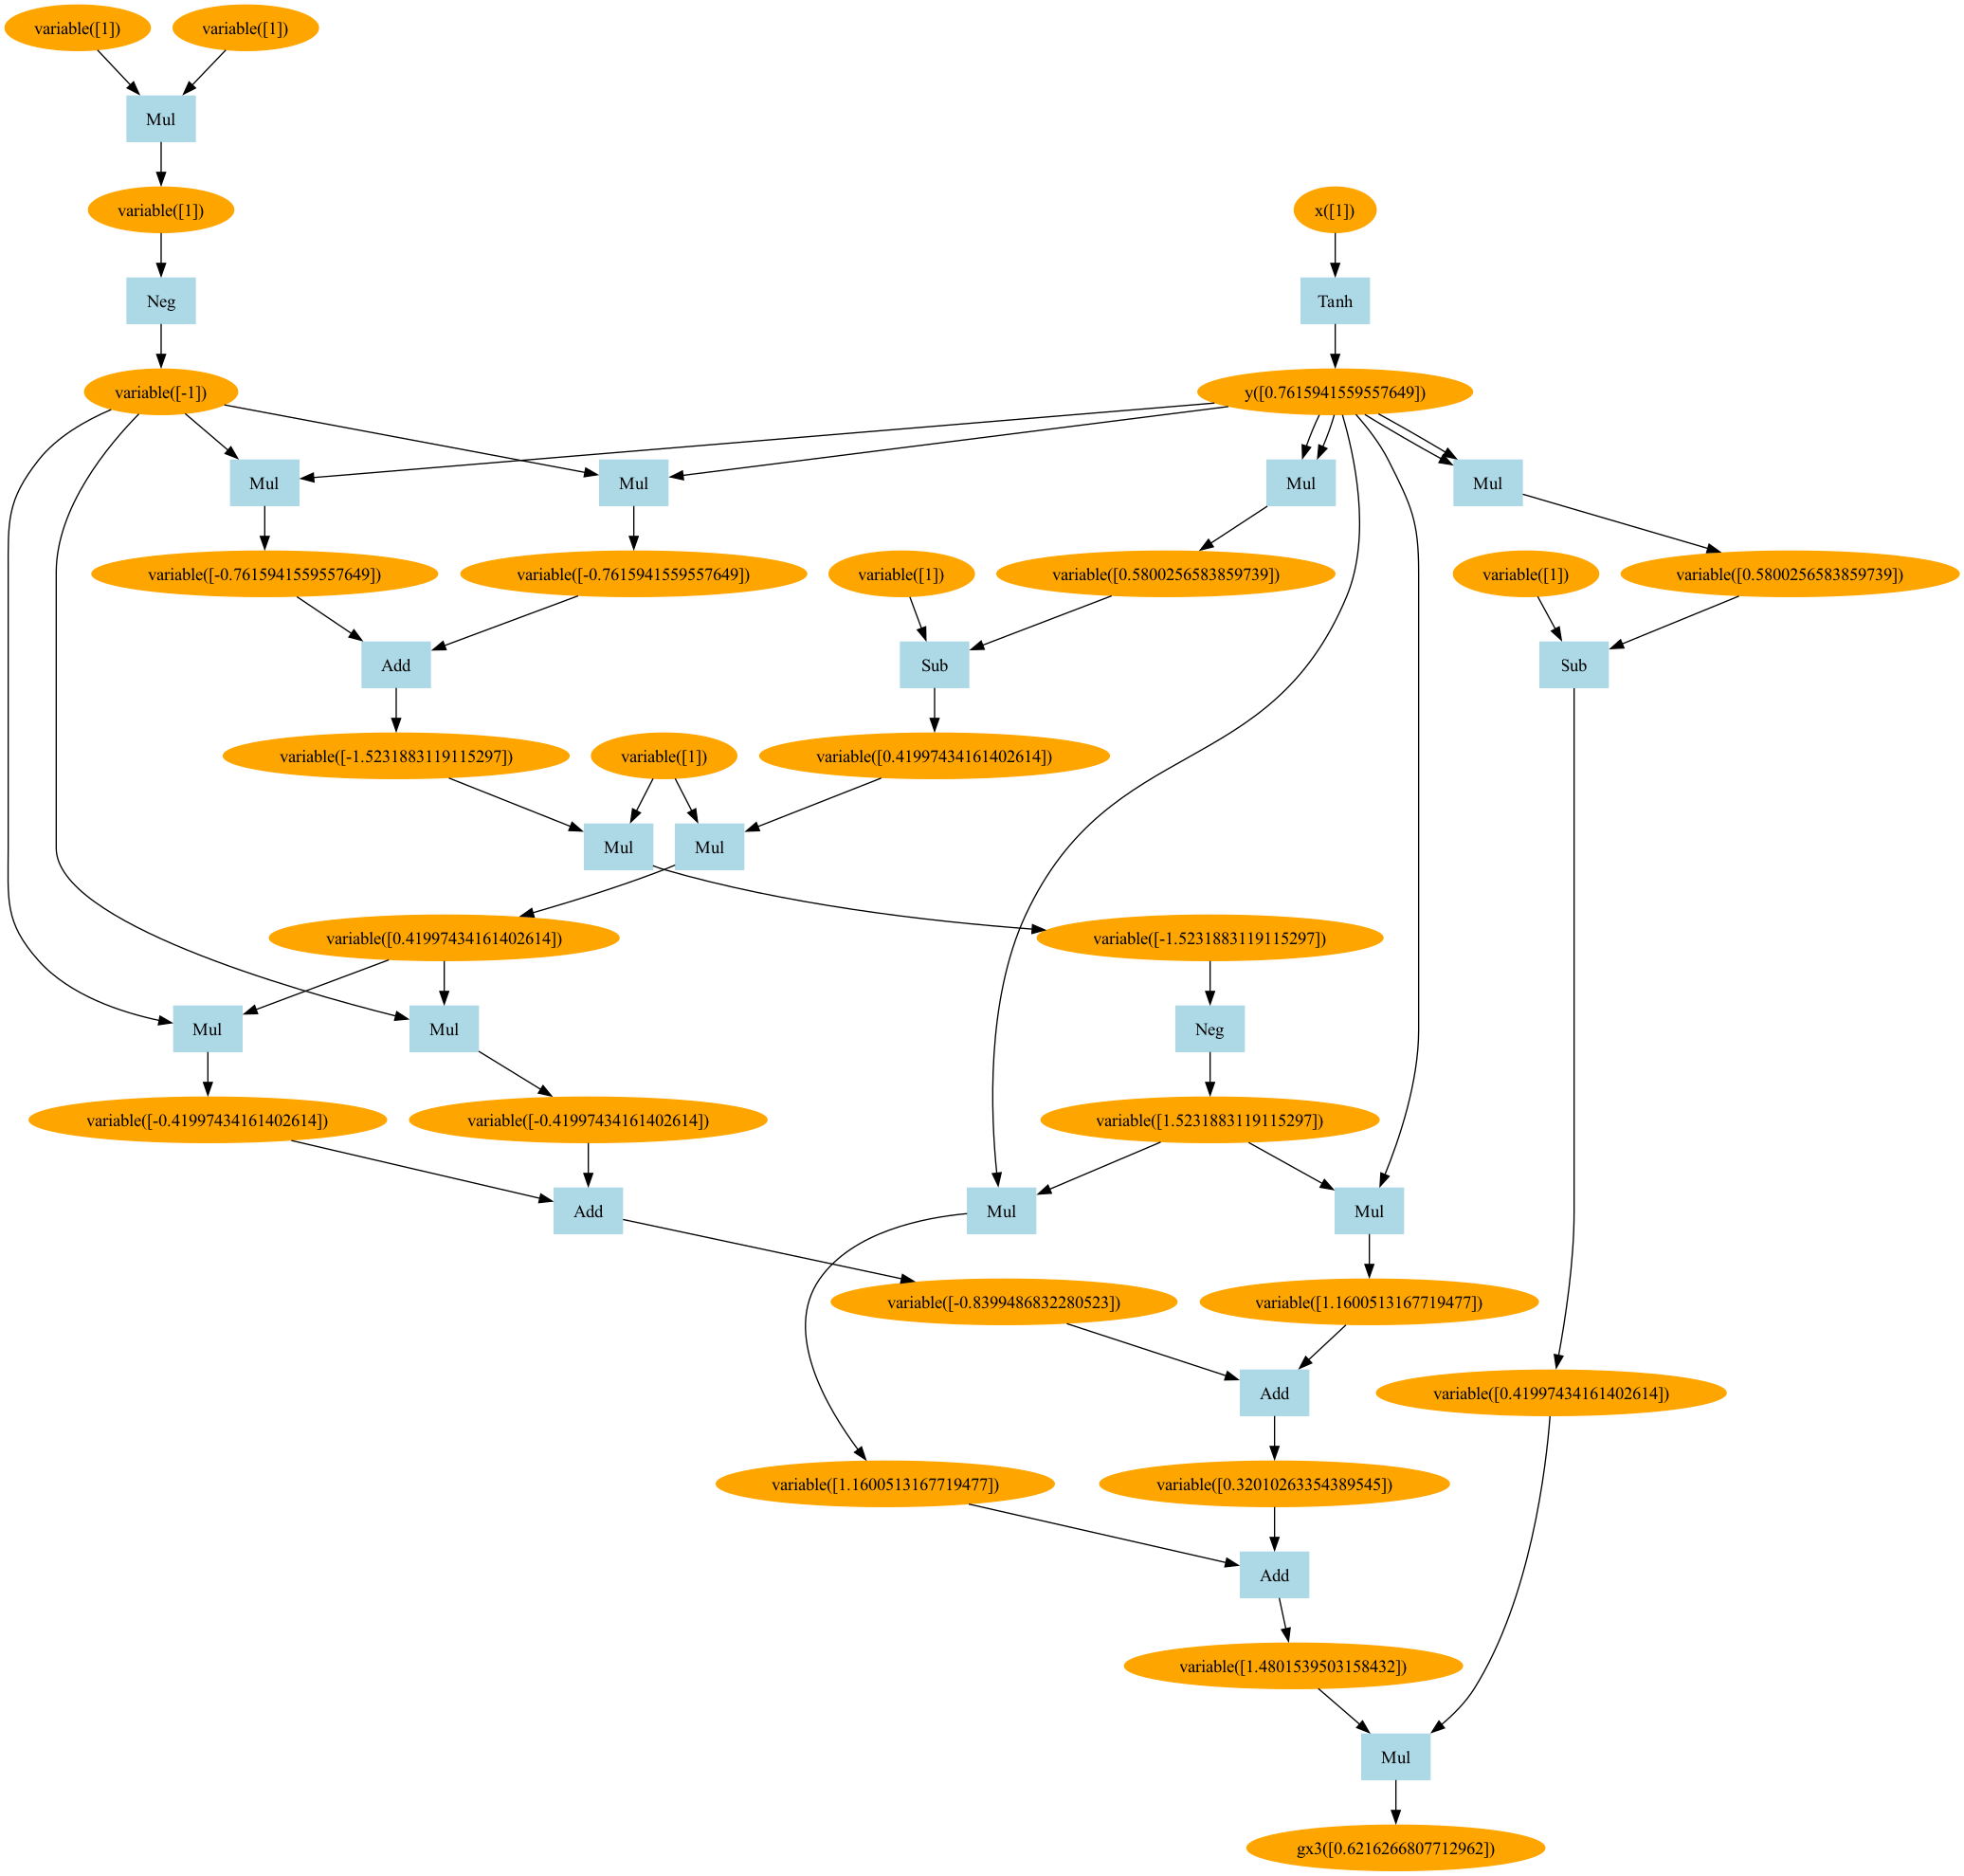 variable([1])
variable([1])
Mul
variable([1])
x([1])
Neg
Tanh
variable([-1])
y([0.7615941559557649])
Mul
Mul
Mul
Mul
variable([-0.7615941559557649])
variable([-0.7615941559557649])
variable([1])
variable([0.5800256583859739])
variable([1])
variable([0.5800256583859739])
Add
Sub
Sub
variable([-1.5231883119115297])
variable([1])
variable([0.41997434161402614])
Mul
Mul
variable([0.41997434161402614])
variable([-1.5231883119115297])
Mul
Mul
Neg
variable([-0.41997434161402614])
variable([-0.41997434161402614])
variable([1.5231883119115297])
Add
Mul
Mul
variable([-0.8399486832280523])
variable([1.1600513167719477])
Add
variable([0.41997434161402614])
variable([1.1600513167719477])
variable([0.32010263354389545])
Add
variable([1.4801539503158432])
Mul
gx3([0.6216266807712962])